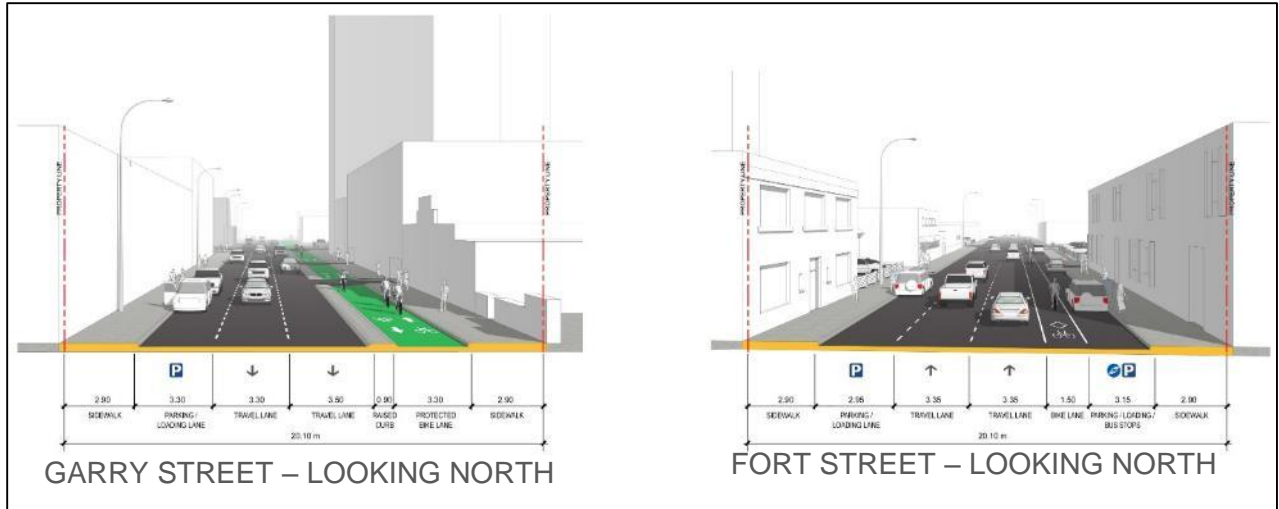 PROPERTY LINE
PROPERTY LINE
P
2.90 3.30 3.30 3.50 0.90 3.30 2.90
SIDEWALK PARKING / LOADING LANE TRAVEL LANE TRAVEL LANE RAISED CURB PROTECTED BIKE LANE SIDEWALK
20.10 m
GARRY STREET – LOOKING NORTH
PROPERTY LINE
PROPERTY LINE
P P
2.90 2.95 3.35 3.35 1.50 3.15 2.90
SIDEWALK PARKING / LOADING LANE TRAVEL LANE TRAVEL LANE BIKE LANE PARKING / LOADING / BUS STOPS SIDEWALK
20.10 m
FORT STREET – LOOKING NORTH